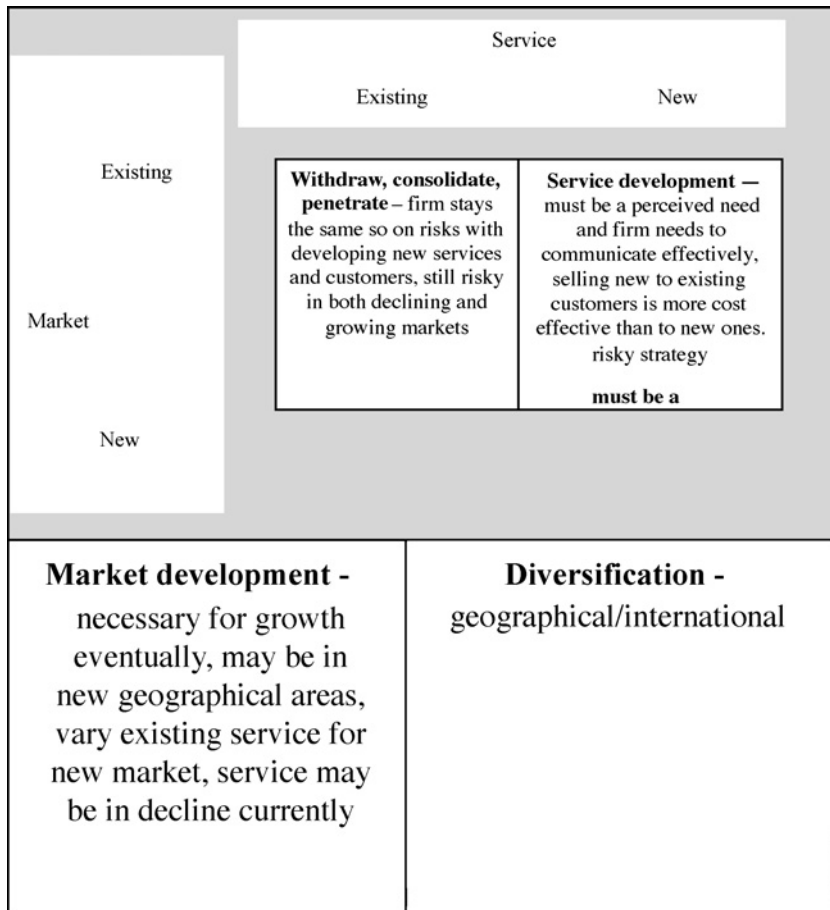 Service
Existing New
Existing
Market
New
Withdraw, consolidate,
penetrate – firm stays
the same so on risks with
developing new services
and customers, still risky
in both declining and
growing markets
Service development —
must be a perceived need
and firm needs to
communicate effectively,
selling new to existing
customers is more cost
effective than to new ones.
risky strategy
must be a
Market development -
necessary for growth
eventually, may be in
new geographical areas,
vary existing service for
new market, service may
be in decline currently
Diversification -
geographical/international